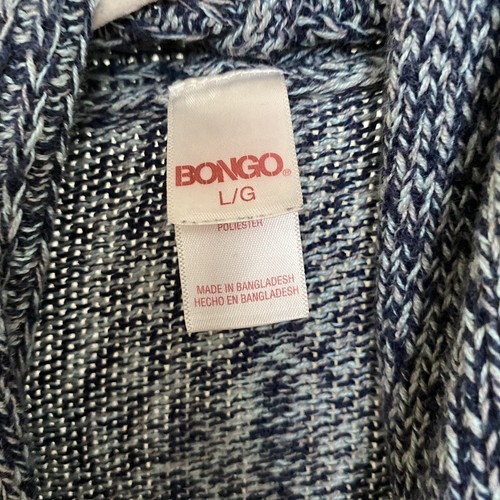 BONGO®
L/G
POLIESTER
MADE IN BANGLADESH
HECHO EN BANGLADESH